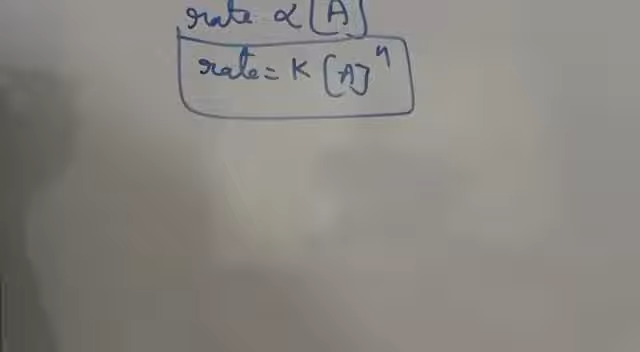 rate ∝ [A]
rate = K [A]^n